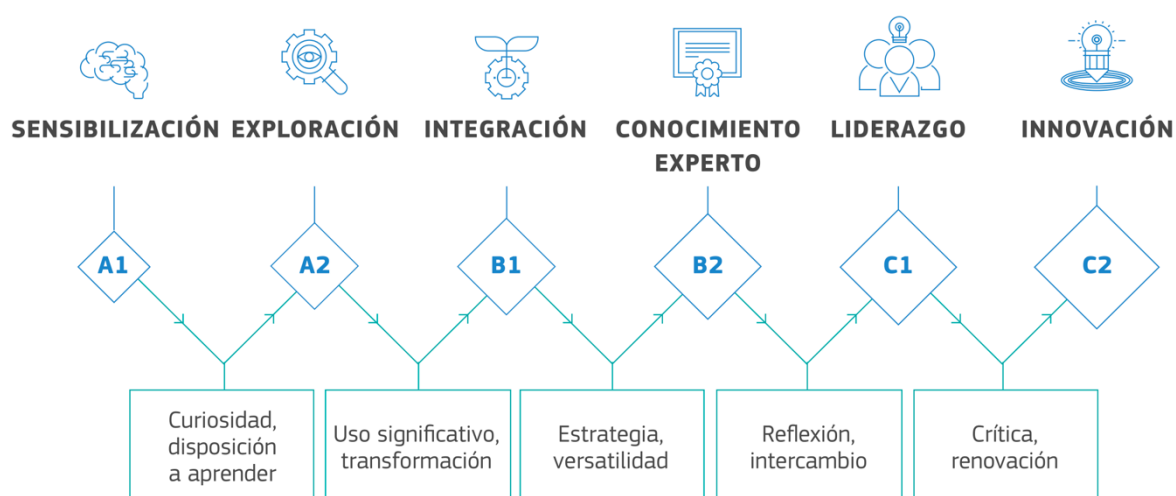 SENSIBILIZACIÓN
EXPLORACIÓN
INTEGRACIÓN
CONOCIMIENTO
EXPERTO
LIDERAZGO
INNOVACIÓN
A1
A2
B1
B2
C1
C2
Curiosidad,
disposición
a aprender
Uso significativo,
transformación
Estrategia,
versatilidad
Reflexión,
intercambio
Crítica,
renovación